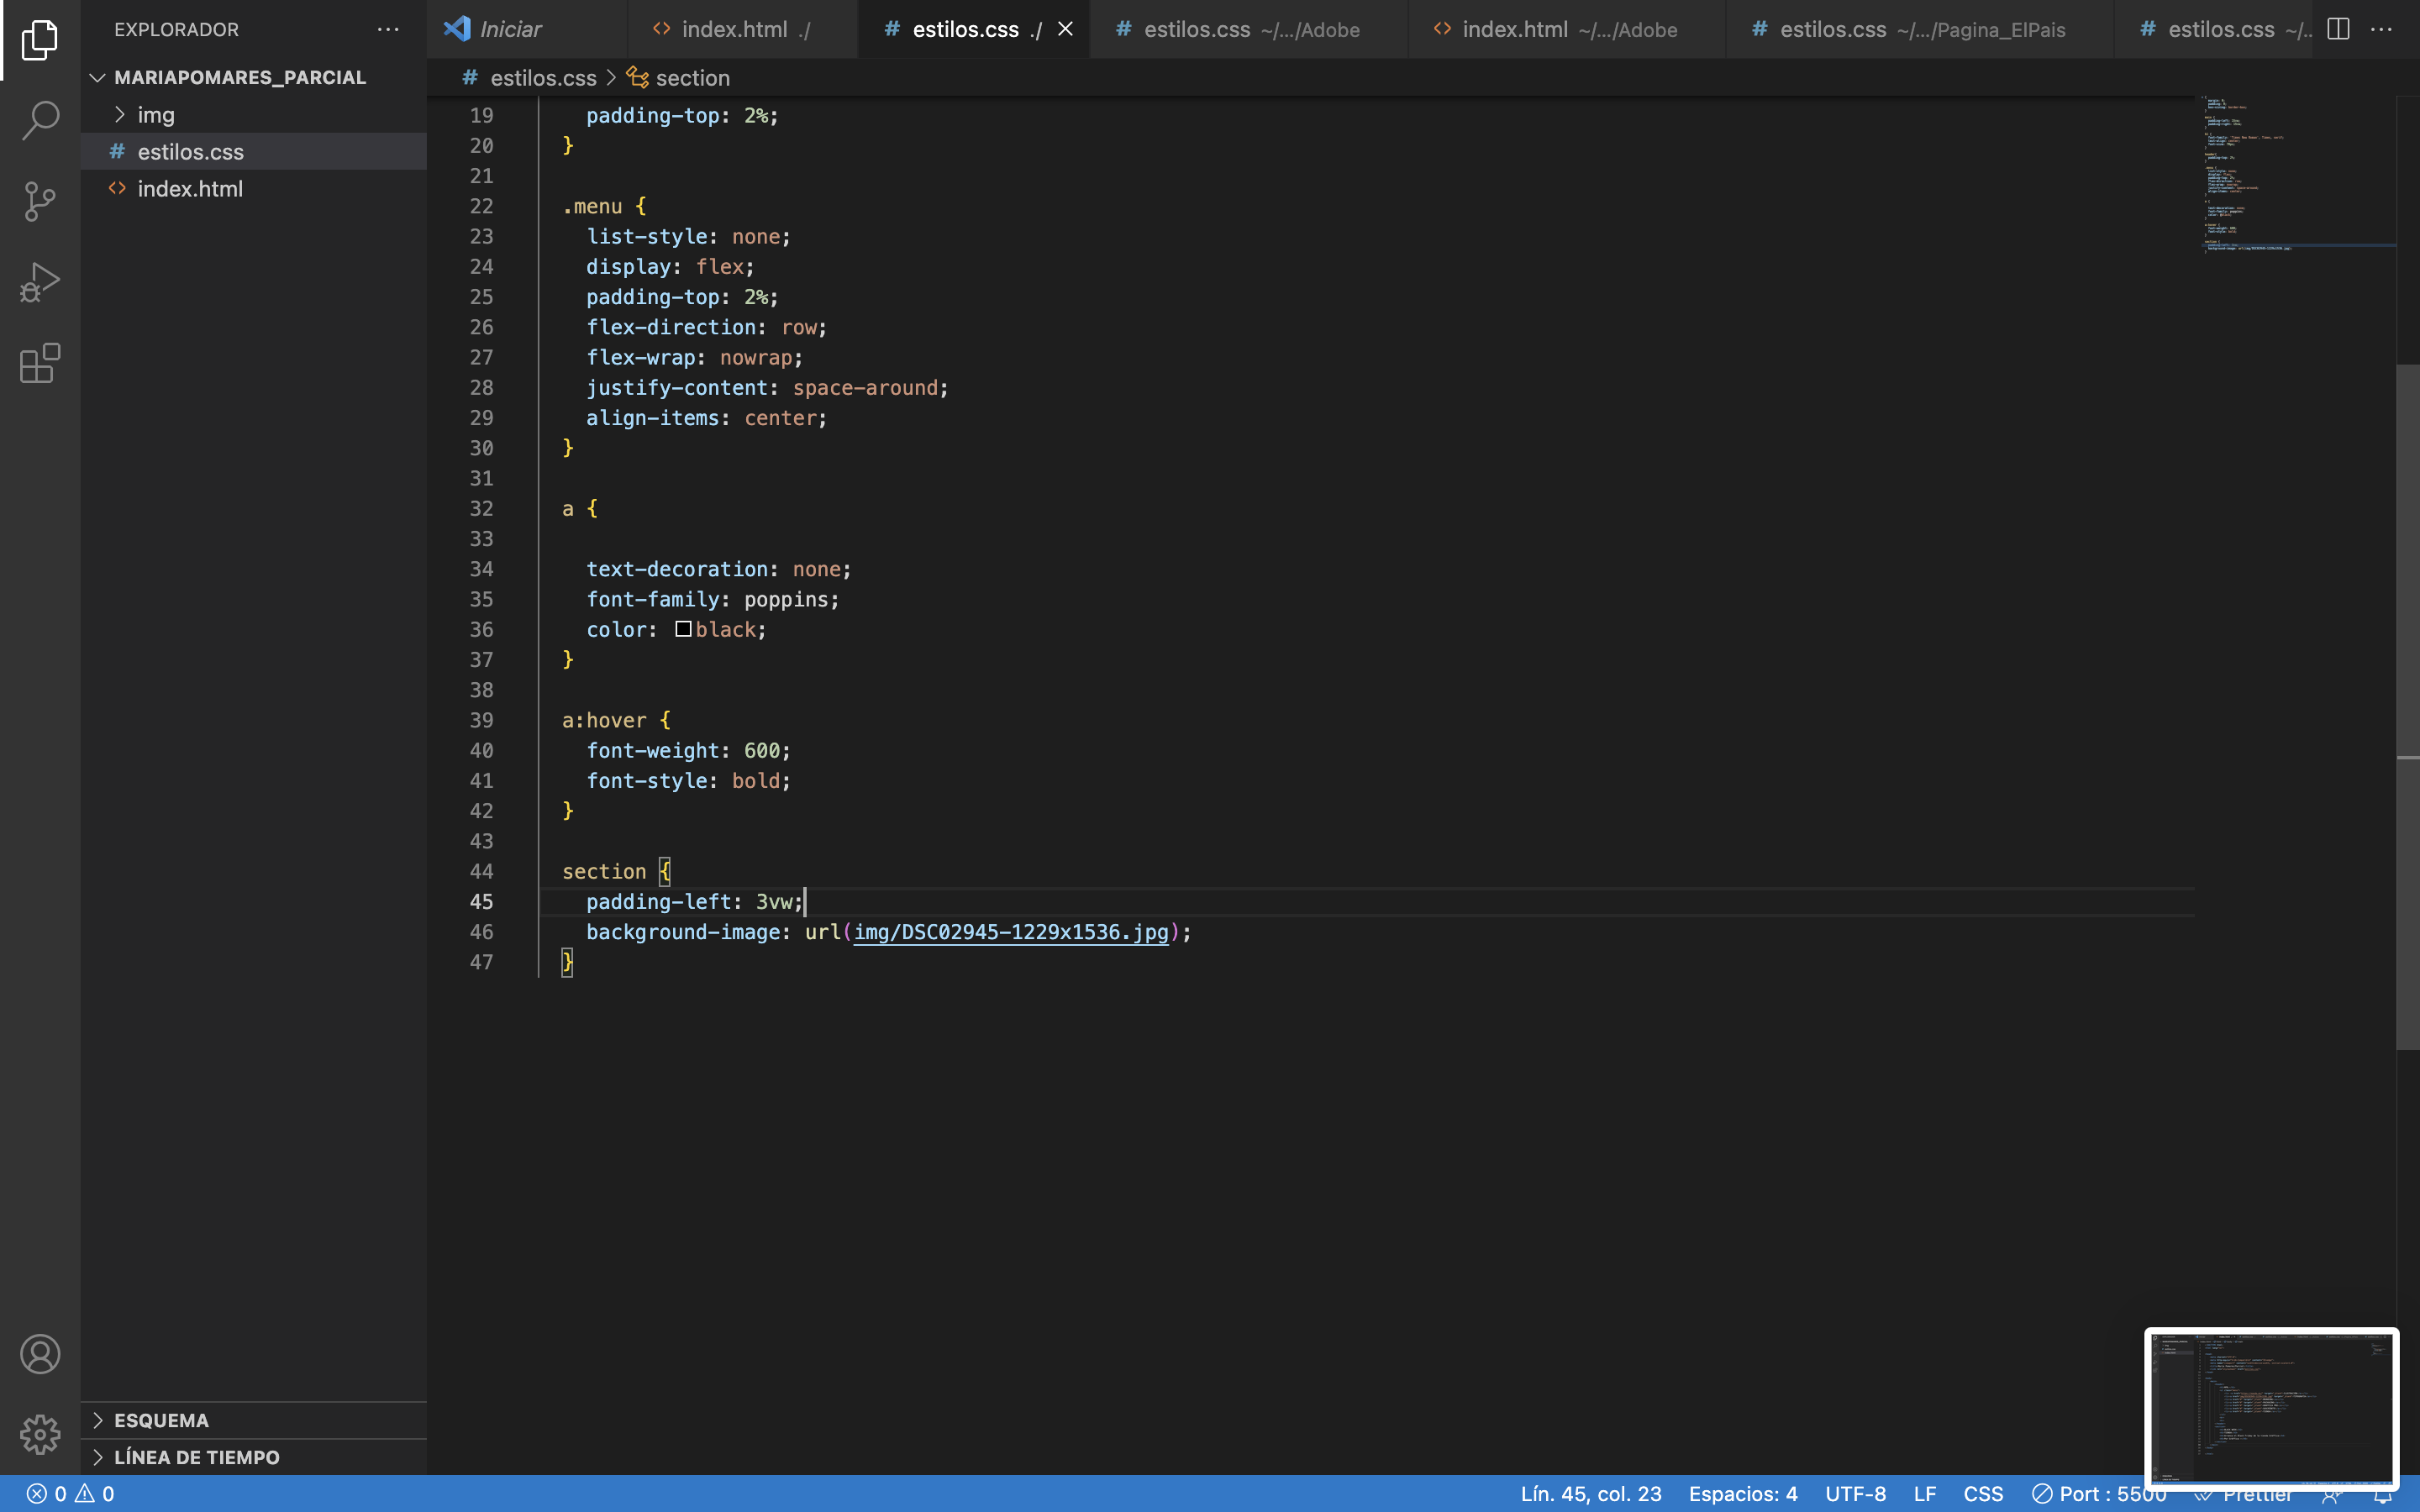 EXPLORADOR
MARIAPOMARES_PARCIAL
img
# estilos.css
<> index.html
ESQUEMA
LÍNEA DE TIEMPO
Iniciar
<> index.html ./
# estilos.css ./
# estilos.css ~/.../Adobe
<> index.html ~/.../Adobe
# estilos.css ~/.../Pagina_ElPais
# estilos.css ~/..
# estilos.css > section
19 padding-top: 2%;
20 }
21
22 .menu {
23 list-style: none;
24 display: flex;
25 padding-top: 2%;
26 flex-direction: row;
27 flex-wrap: nowrap;
28 justify-content: space-around;
29 align-items: center;
30 }
31
32 a {
33
34 text-decoration: none;
35 font-family: poppins;
36 color: black;
37 }
38
39 a:hover {
40 font-weight: 600;
41 font-style: bold;
42 }
43
44 section {
45 padding-left: 3vw;
46 background-image: url(img/DSC02945-1229x1536.jpg);
47 }
0 0
Lín. 45, col. 23
Espacios: 4
UTF-8
LF
CSS
Port : 5500
Prettier